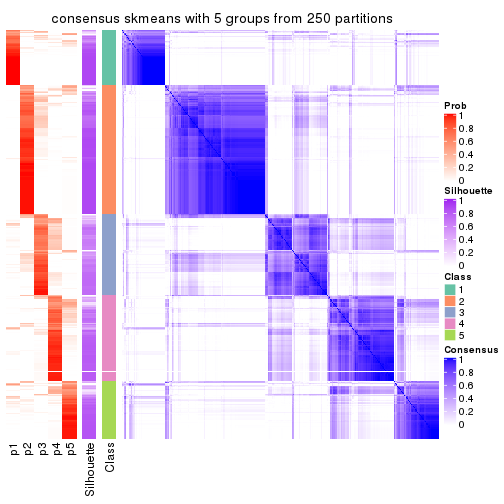 consensus skmeans with 5 groups from 250 partitions
Prob
1
0.8
0.6
0.4
0.2
0
Silhouette
1
0.8
0.6
0.4
0.2
0
Class
1
2
3
4
5
Consensus
1
0.8
0.6
0.4
0.2
0
p1
p2
p3
p4
p5
Silhouette
Class